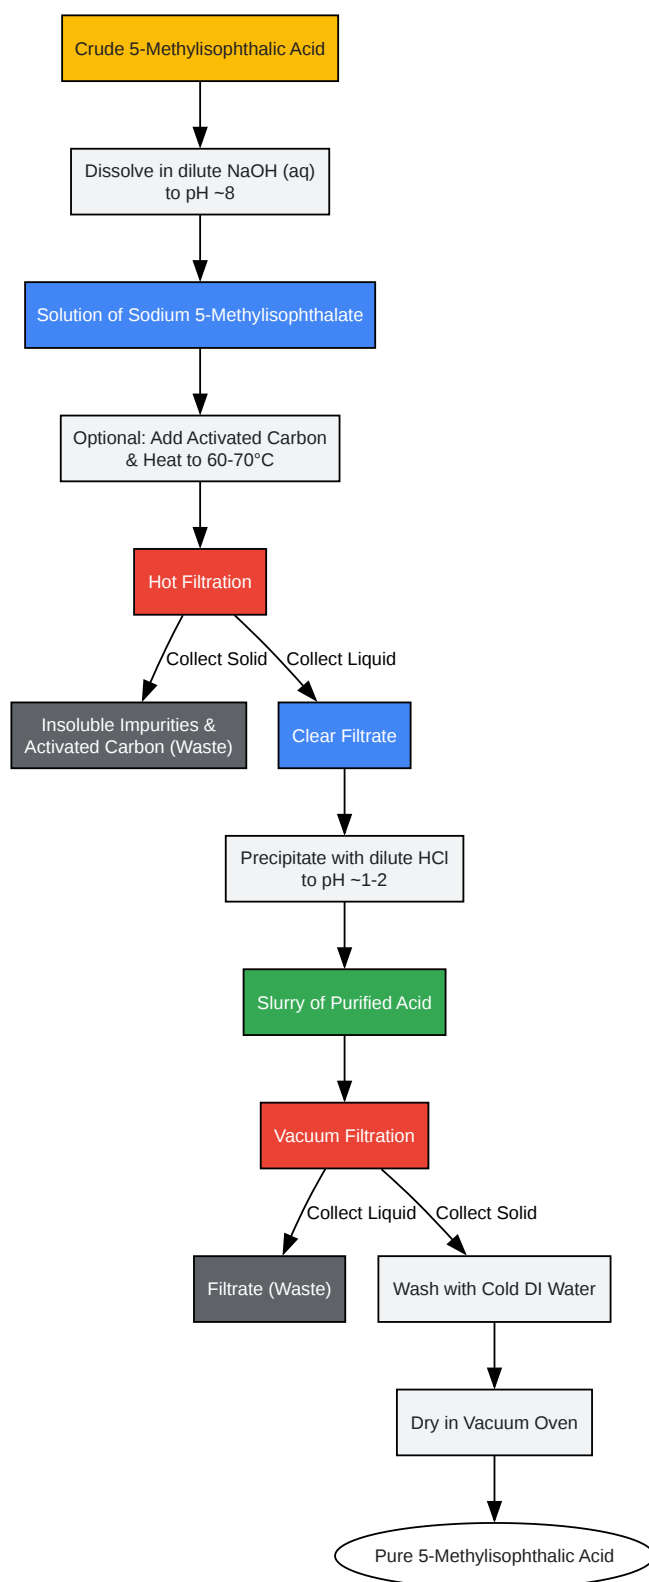 Crude 5-Methylisophthalic Acid
Dissolve in dilute NaOH (aq)
to pH ~8
Solution of Sodium 5-Methylisophthalate
Optional: Add Activated Carbon
& Heat to 60-70°C
Hot Filtration
Collect Solid
Collect Liquid
Insoluble Impurities &
Activated Carbon (Waste)
Clear Filtrate
Precipitate with dilute HCl
to pH ~1-2
Slurry of Purified Acid
Vacuum Filtration
Collect Liquid
Collect Solid
Filtrate (Waste)
Wash with Cold DI Water
Dry in Vacuum Oven
Pure 5-Methylisophthalic Acid